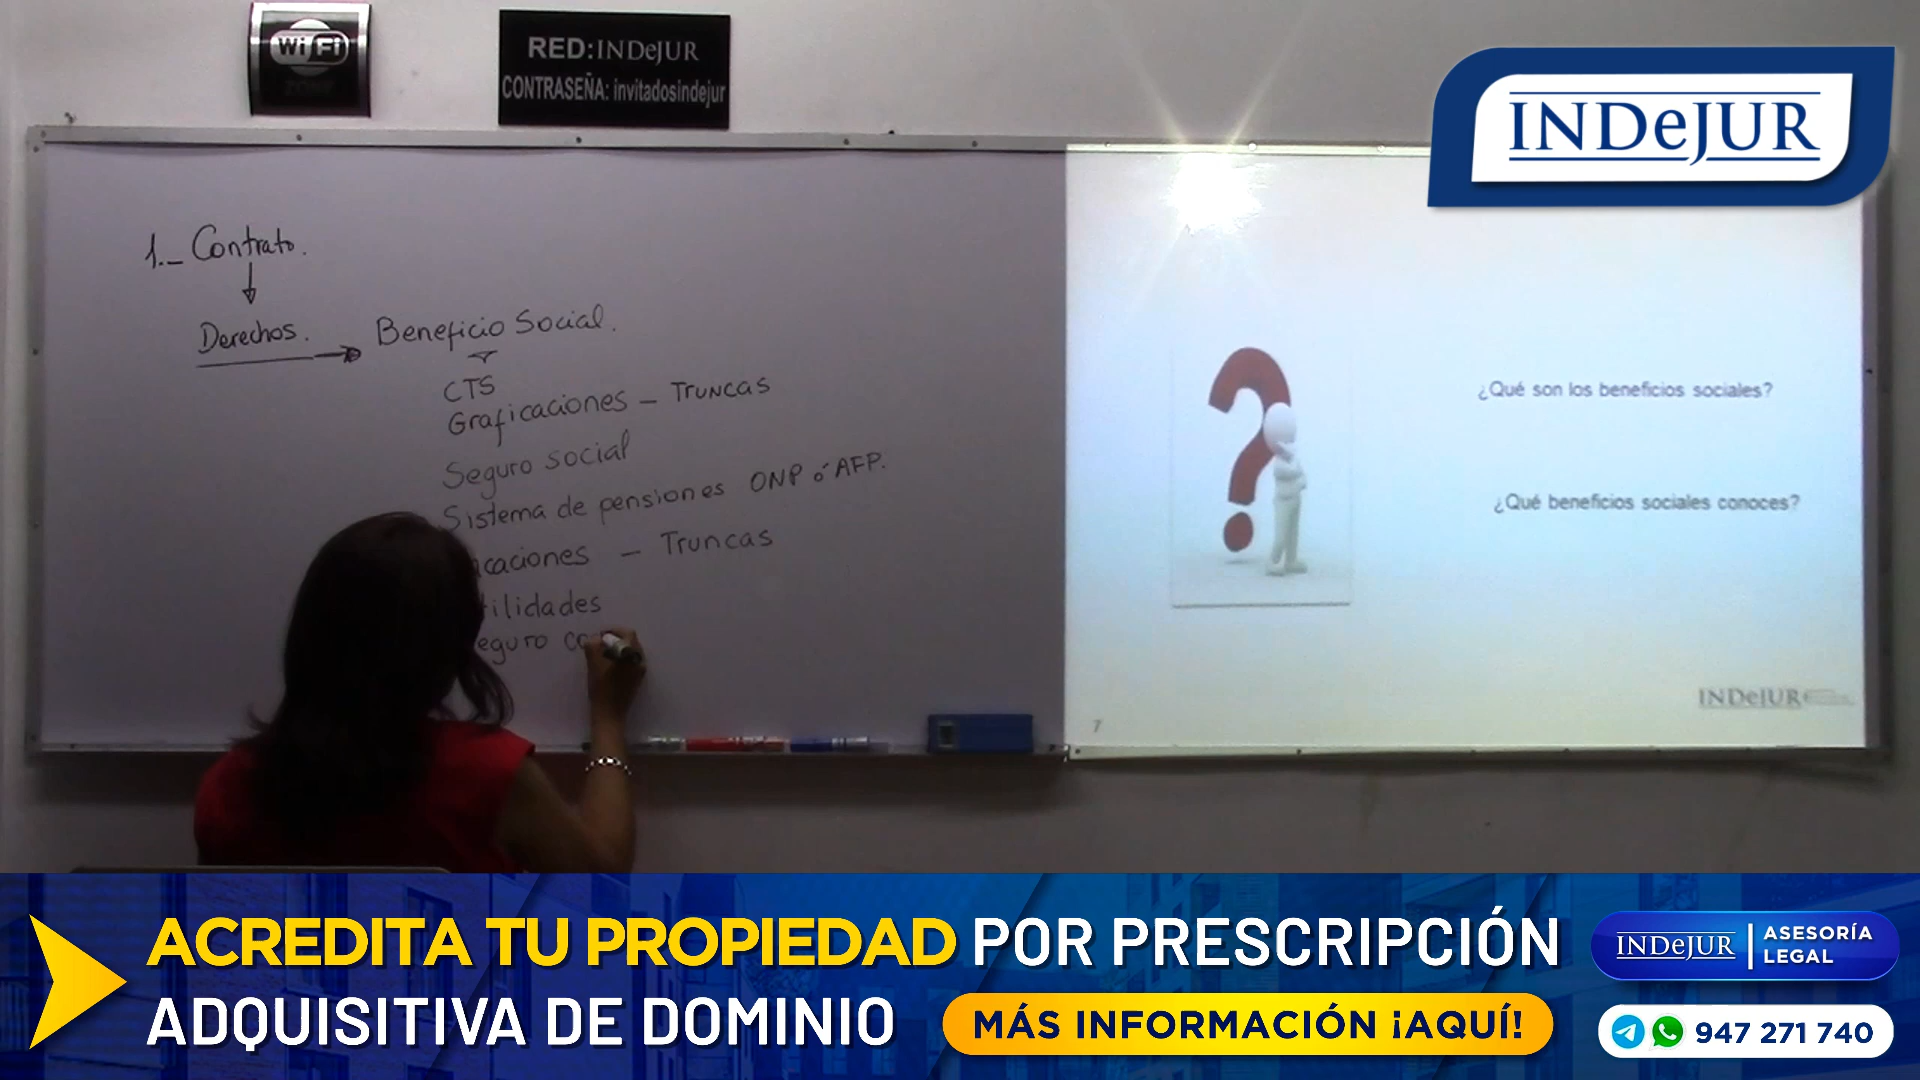 WiFi
ZONE
RED:INDeJUR
CONTRASEÑA: invitadosindejur
INDeJUR
1._ Contrato.
Derechos.
Beneficio Social.
CTS
Graficaciones - Truncas
Seguro social
Sistema de pensiones ONP ó AFP.
acaciones - Truncas
tilidades
eguro co
¿Qué son los beneficios sociales?
¿Qué beneficios sociales conoces?
INDeJUR
7
ACREDITA TU PROPIEDAD POR PRESCRIPCIÓN
ADQUISITIVA DE DOMINIO
MÁS INFORMACIÓN ¡AQUÍ!
INDeJUR
ASESORÍA
LEGAL
947 271 740